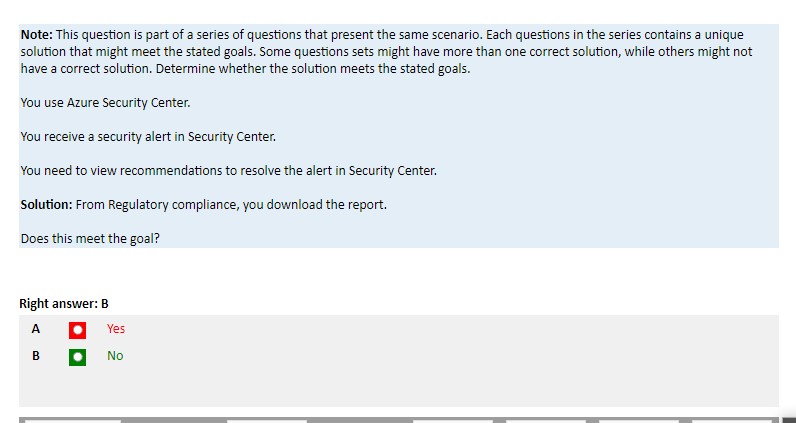 Note: This question is part of a series of questions that present the same scenario. Each questions in the series contains a unique
solution that might meet the stated goals. Some questions sets might have more than one correct solution, while others might not
have a correct solution. Determine whether the solution meets the stated goals.
You use Azure Security Center.
You receive a security alert in Security Center.
You need to view recommendations to resolve the alert in Security Center.
Solution: From Regulatory compliance, you download the report.
Does this meet the goal?
Right answer: B
A Yes
B No